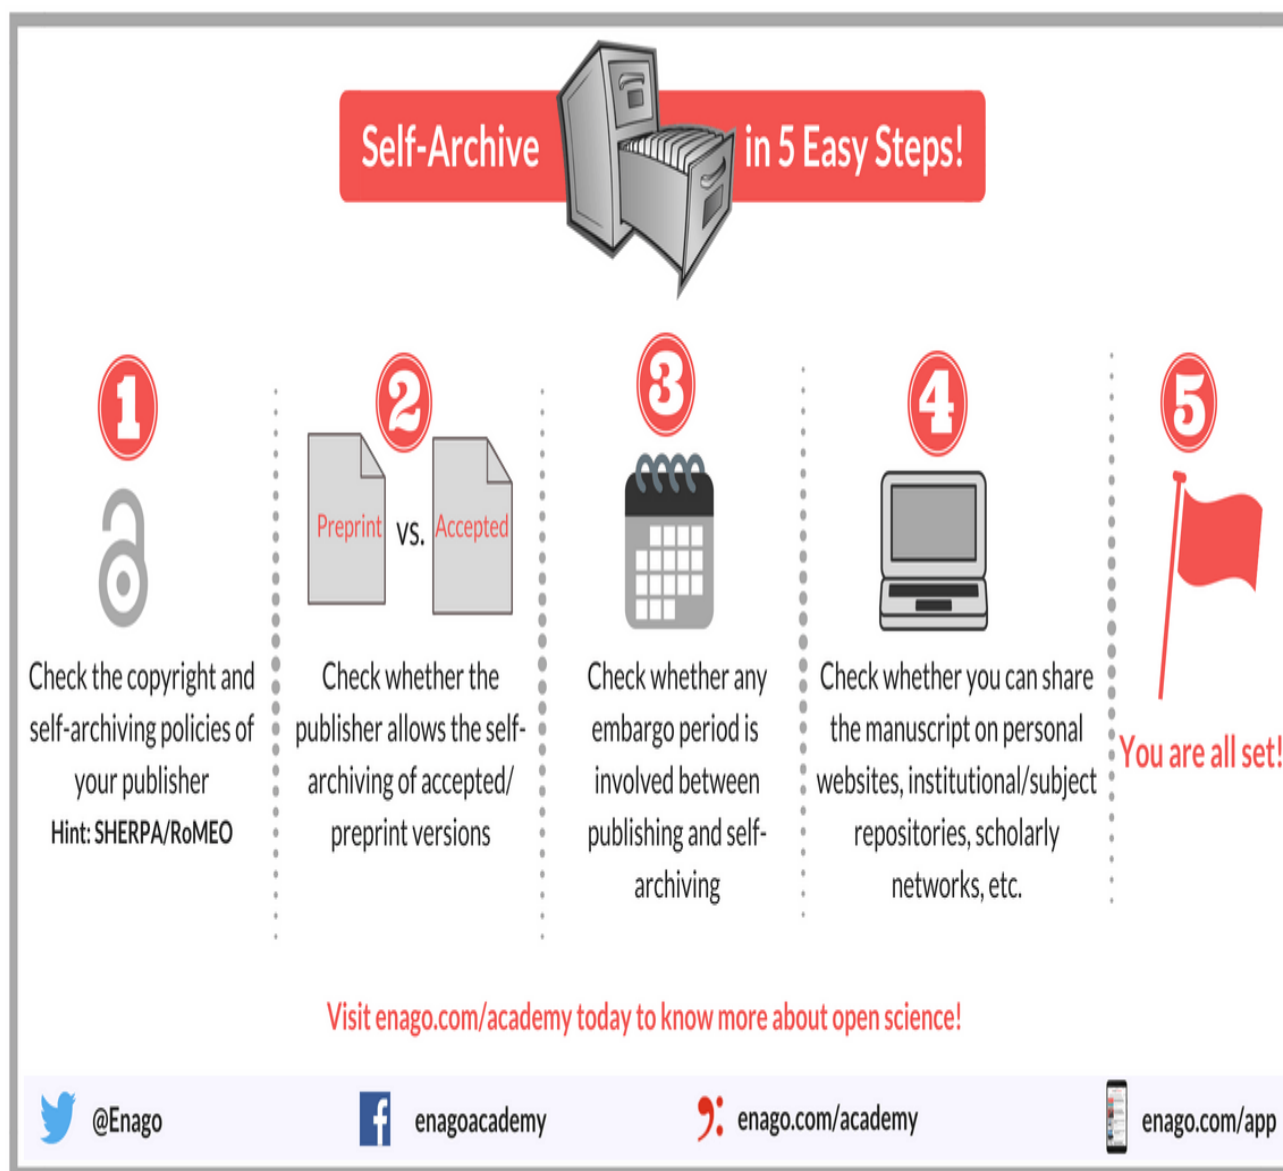 Self-Archive in 5 Easy Steps!
1
Check the copyright and
self-archiving policies of
your publisher
Hint: SHERPA/RoMEO
2
Preprint vs. Accepted
Check whether the
publisher allows the self-
archiving of accepted/
preprint versions
3
Check whether any
embargo period is
involved between
publishing and self-
archiving
4
Check whether you can share
the manuscript on personal
websites, institutional/subject
repositories, scholarly
networks, etc.
5
You are all set!
Visit enago.com/academy today to know more about open science!
@Enago
enagoacademy
enago.com/academy
enago.com/app